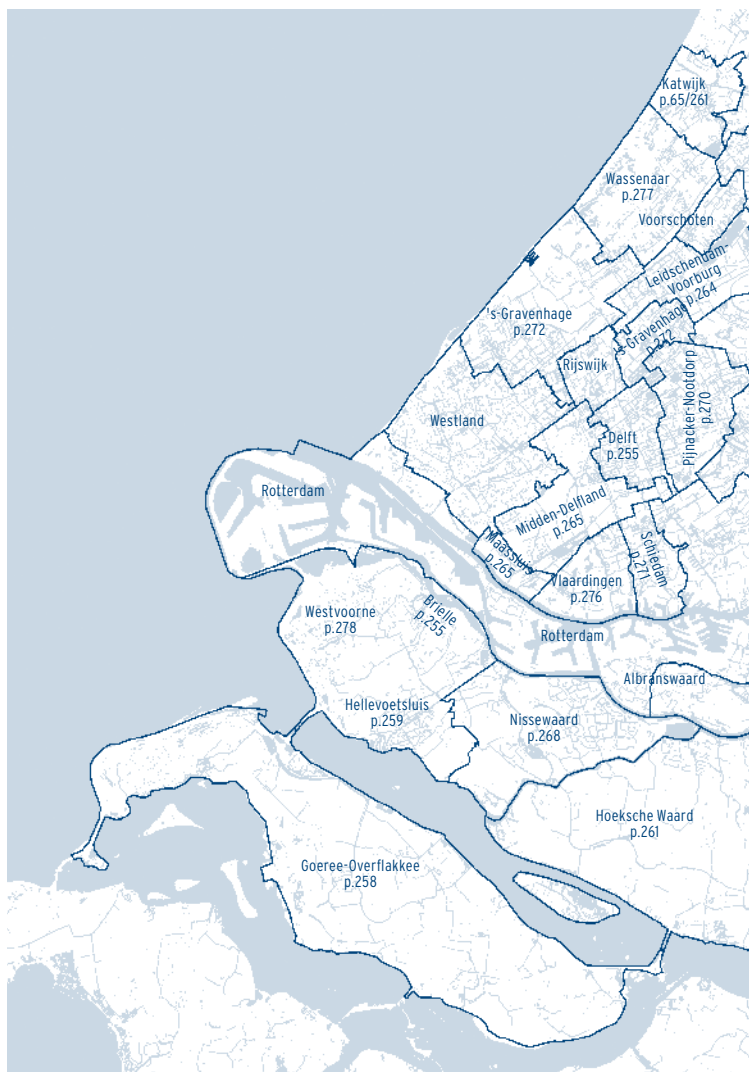 Katwijk
p.65/261
Wassenaar
p.277
Voorschoten
Leidschendam-
Voorburg
p.264
's-Gravenhage
p.272
's-Gravenhage
p.272
Rijswijk
Pijnacker-Nootdorp
p.270
Westland
Delft
p.255
Rotterdam
Midden-Delfland
p.265
Maassluis
p.265
Schiedam
p.271
Vlaardingen
p.276
Westvoorne
p.278
Brielle
p.255
Rotterdam
Albranswaard
Hellevoetsluis
p.259
Nissewaard
p.268
Hoeksche Waard
p.261
Goeree-Overflakkee
p.258